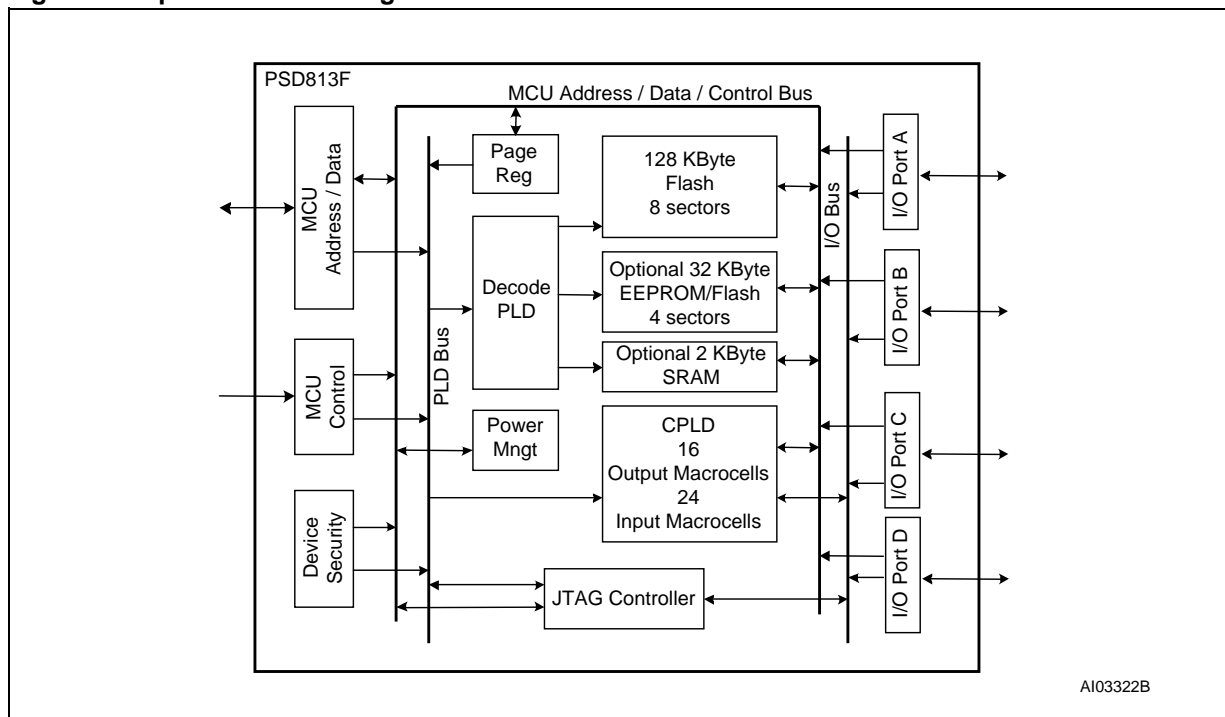 PSD813F
MCU Address / Data / Control Bus
MCU
Address / Data
MCU
Control
Device
Security
PLD Bus
Page
Reg
Decode
PLD
Power
Mngt
128 KByte
Flash
8 sectors
Optional 32 KByte
EEPROM/Flash
4 sectors
Optional 2 KByte
SRAM
CPLD
16
Output Macrocells
24
Input Macrocells
JTAG Controller
I/O Bus
I/O Port A
I/O Port B
I/O Port C
I/O Port D
AI03322B